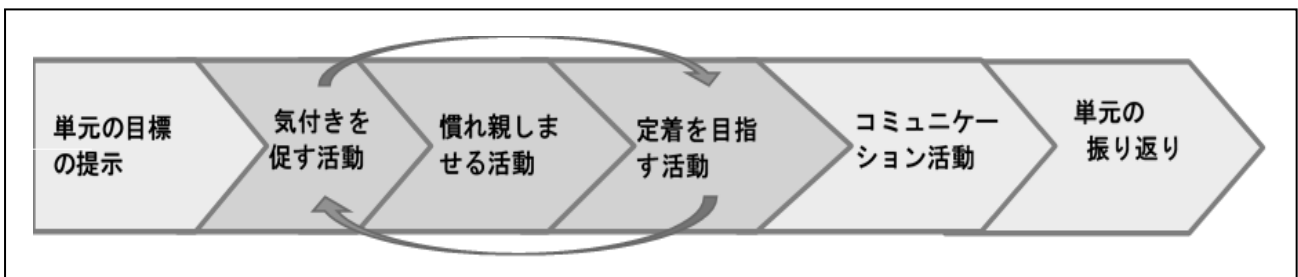 単元の目標
の提示
気付きを
促す活動
慣れ親しま
せる活動
定着を目指
す活動
コミュニケー
ション活動
単元の
振り返り